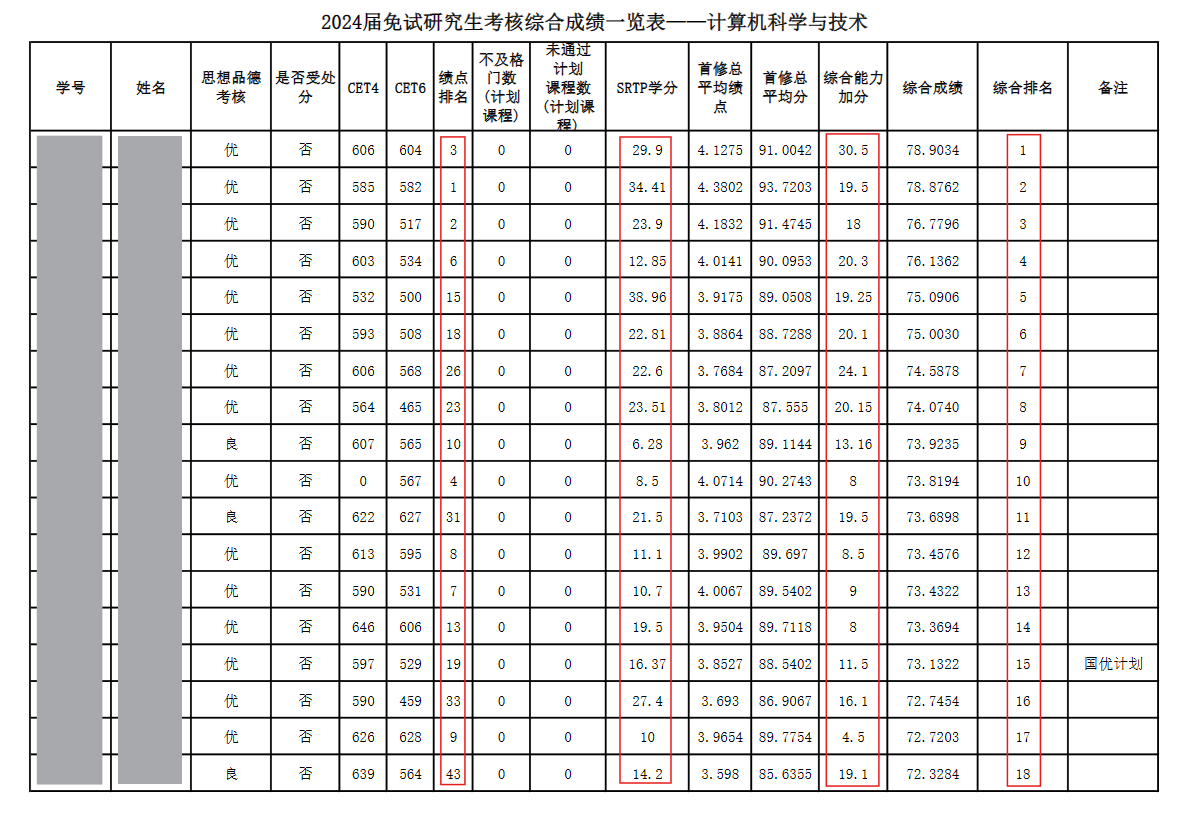 2024届免试研究生考核综合成绩一览表——计算机科学与技术
学号 姓名 思想品德考核 是否受处分 CET4 CET6 绩点排名 不及格门数(计划课程) 未通过计划课程数(计划课程) SRTP学分 首修总平均绩点 首修总平均分 综合能力加分 综合成绩 综合排名 备注
优 否 606 604 3 0 0 29.9 4.1275 91.0042 30.5 78.9034 1
优 否 585 582 1 0 0 34.41 4.3802 93.7203 19.5 78.8762 2
优 否 590 517 2 0 0 23.9 4.1832 91.4745 18 76.7796 3
优 否 603 534 6 0 0 12.85 4.0141 90.0953 20.3 76.1362 4
优 否 532 500 15 0 0 38.96 3.9175 89.0508 19.25 75.0906 5
优 否 593 508 18 0 0 22.81 3.8864 88.7288 20.1 75.0030 6
优 否 606 568 26 0 0 22.6 3.7684 87.2097 24.1 74.5878 7
优 否 564 465 23 0 0 23.51 3.8012 87.555 20.15 74.0740 8
良 否 607 565 10 0 0 6.28 3.962 89.1144 13.16 73.9235 9
优 否 0 567 4 0 0 8.5 4.0714 90.2743 8 73.8194 10
良 否 622 627 31 0 0 21.5 3.7103 87.2372 19.5 73.6898 11
优 否 613 595 8 0 0 11.1 3.9902 89.697 8.5 73.4576 12
优 否 590 531 7 0 0 10.7 4.0067 89.5402 9 73.4322 13
优 否 646 606 13 0 0 19.5 3.9504 89.7118 8 73.3694 14
优 否 597 529 19 0 0 16.37 3.8527 88.5402 11.5 73.1322 15 国优计划
优 否 590 459 33 0 0 27.4 3.693 86.9067 16.1 72.7454 16
优 否 626 628 9 0 0 10 3.9654 89.7754 4.5 72.7203 17
良 否 639 564 43 0 0 14.2 3.598 85.6355 19.1 72.3284 18